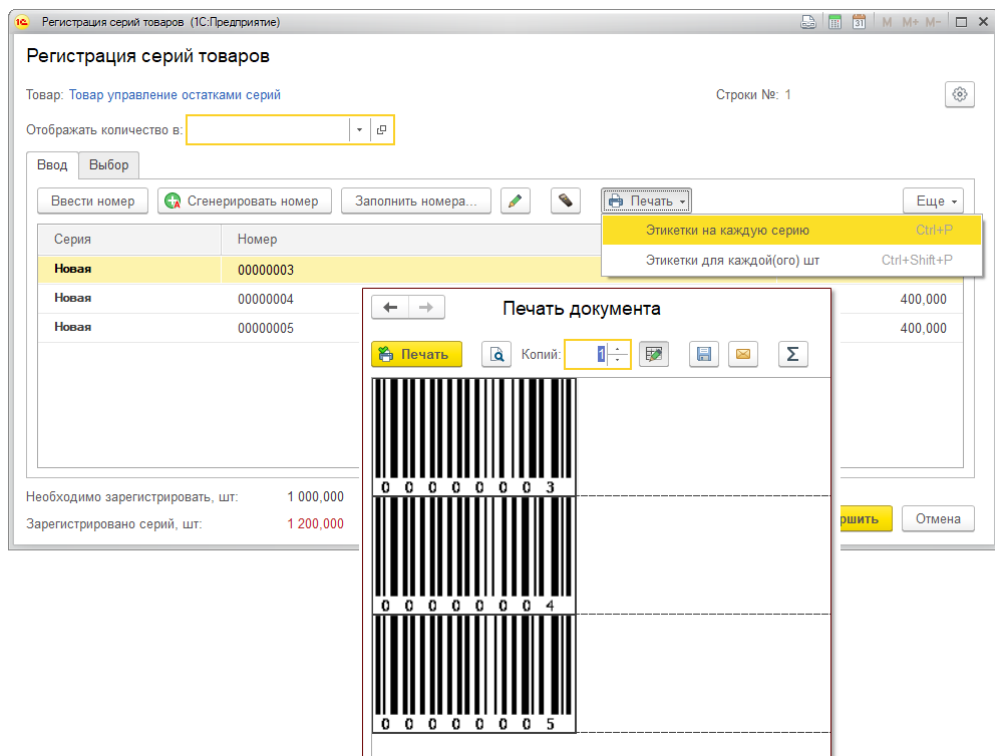 Регистрация серий товаров (1С:Предприятие)
M M+ M-
Регистрация серий товаров
Товар: Товар управление остатками серий
Строки №: 1
Отображать количество в:
Ввод Выбор
Ввести номер Сгенерировать номер Заполнить номера... Печать Еще
Этикетки на каждую серию Ctrl+P
Этикетки для каждой(ого) шт Ctrl+Shift+P
Серия Номер
Новая 00000003
Новая 00000004 400,000
Новая 00000005 400,000
Печать документа
Печать Копий: 1 Σ
0 0 0 0 0 0 0 3
0 0 0 0 0 0 0 4
0 0 0 0 0 0 0 5
Необходимо зарегистрировать, шт: 1 000,000
Зарегистрировано серий, шт: 1 200,000
ршить Отмена